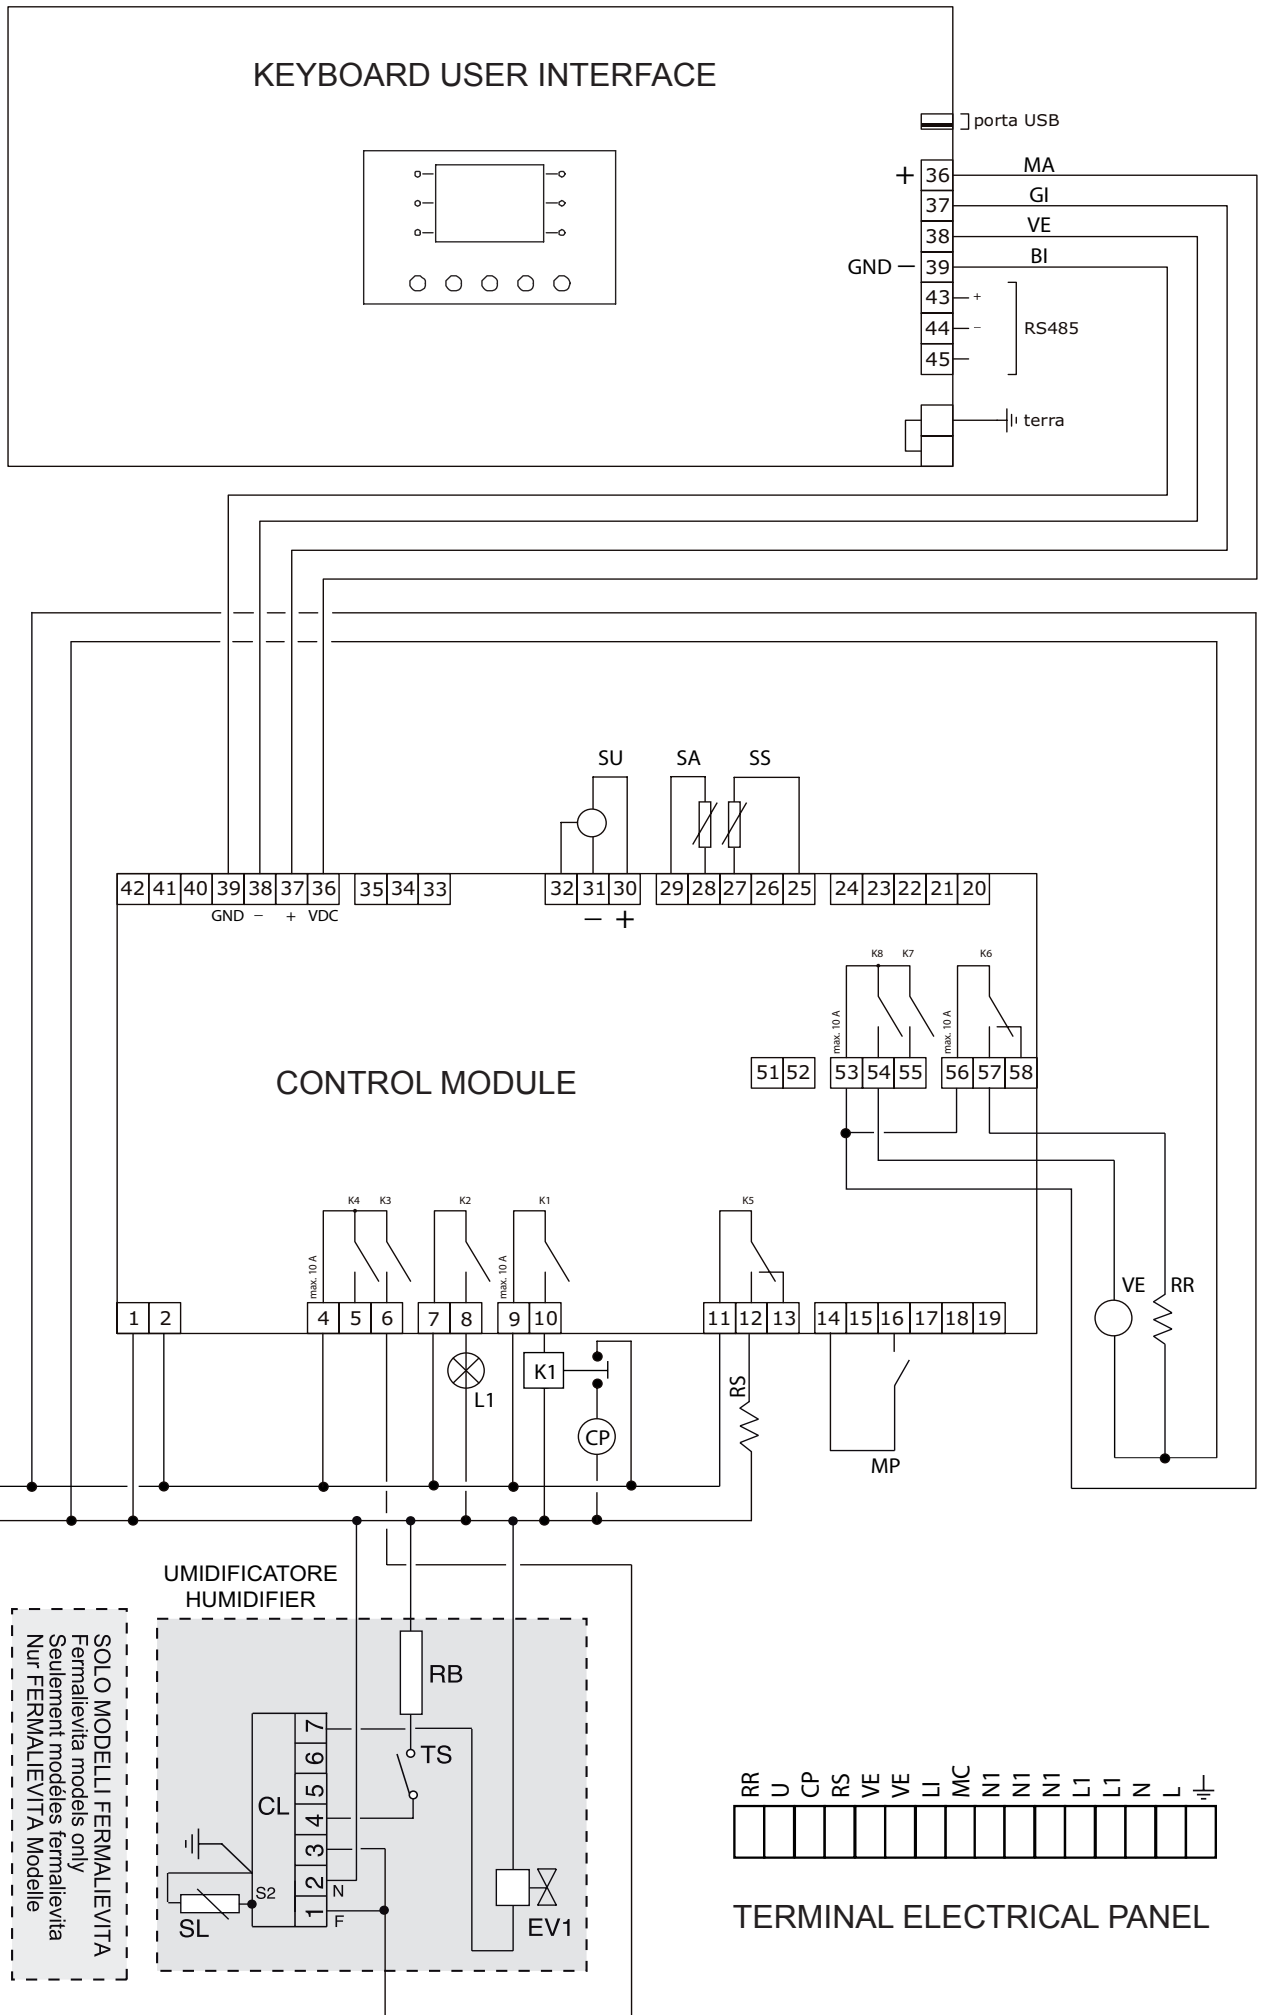 KEYBOARD USER INTERFACE
porta USB
+ 36 MA
37 GI
38 VE
GND − 39 BI
43 +
44 −
RS485
45
terra
SU SA SS
42 41 40 39 38 37 36 35 34 33 32 31 30 29 28 27 26 25 24 23 22 21 20
GND − + VDC − +
K8 K7 K6
max. 10 A max. 10 A
51 52 53 54 55 56 57 58
CONTROL MODULE
K4 K3 K2 K1 K5
max. 10 A max. 10 A
VE RR
1 2 4 5 6 7 8 9 10 11 12 13 14 15 16 17 18 19
K1
L1
RS
CP
MP
UMIDIFICATORE
HUMIDIFIER
SOLO MODELLI FERMALIEVITA
Fermalievita models only
Seulement modéles fermalievita
Nur FERMALIEVITA Modelle
RB
TS
CL
7
6
5
4
3
2 N
1 F
S2
SL
EV1
RR U CP RS VE VE LI MC N1 N1 N1 L1 L1 N L
TERMINAL ELECTRICAL PANEL